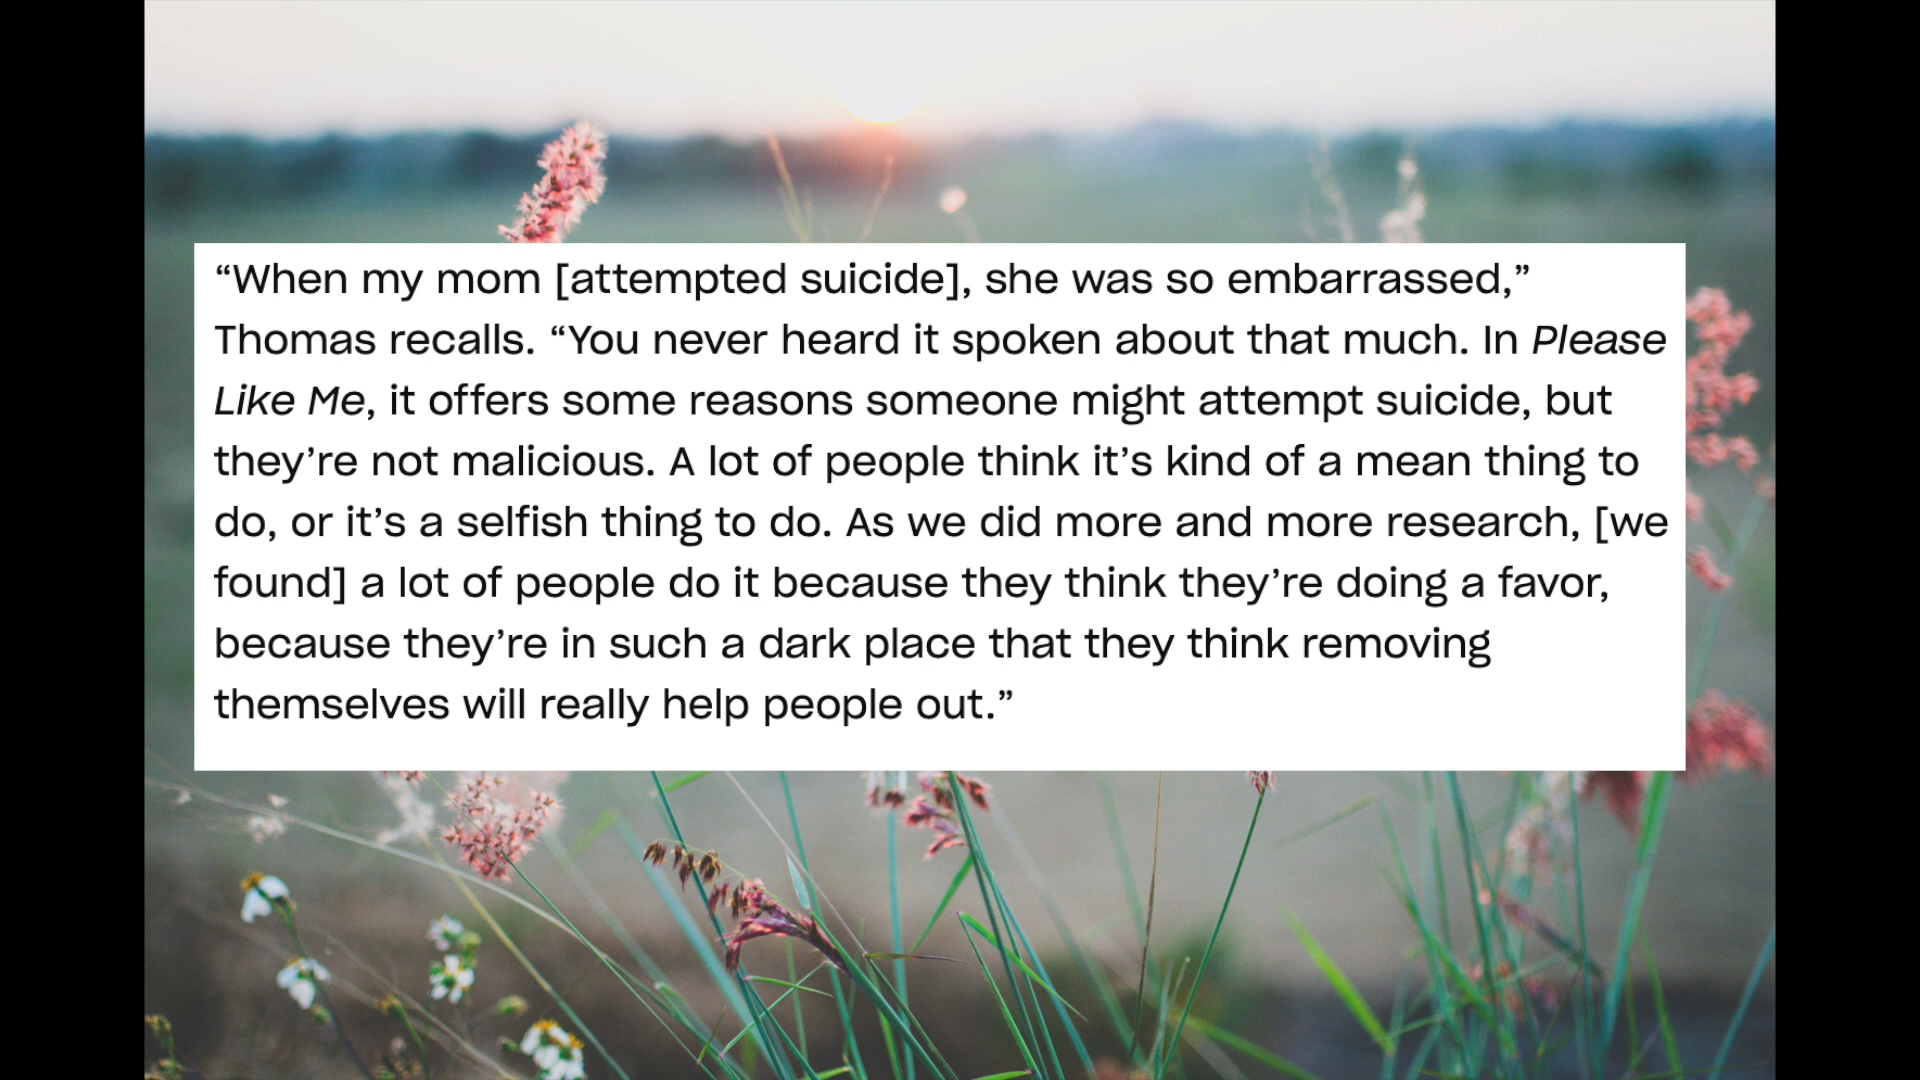 “When my mom [attempted suicide], she was so embarrassed,”
Thomas recalls. “You never heard it spoken about that much. In Please
Like Me, it offers some reasons someone might attempt suicide, but
they’re not malicious. A lot of people think it’s kind of a mean thing to
do, or it’s a selfish thing to do. As we did more and more research, [we
found] a lot of people do it because they think they’re doing a favor,
because they’re in such a dark place that they think removing
themselves will really help people out.”